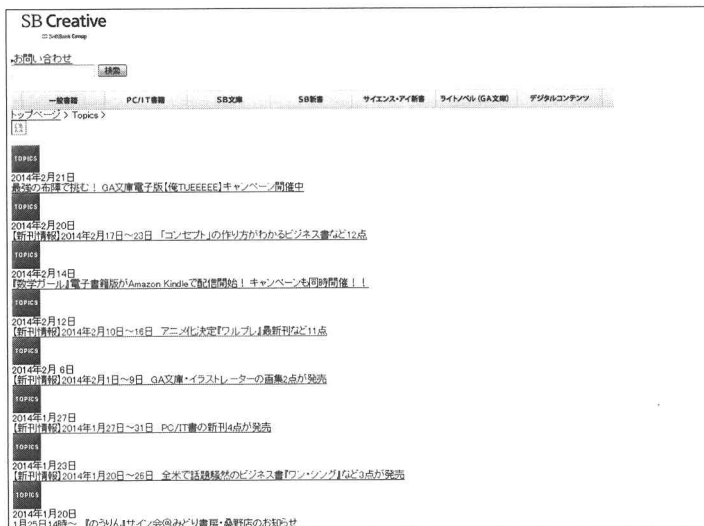 SB Creative
SoftBank Group
お問い合わせ
検索
一般書籍 PC/IT書籍 SB文庫 SB新書 サイエンス・アイ新書 ライトノベル(GA文庫) デジタルコンテンツ
トップページ > Topics >
TOPICS
2014年2月21日
最強の布陣で挑む! GA文庫電子版【俺TUEEEEE】キャンペーン開催中
TOPICS
2014年2月20日
【新刊情報】2014年2月17日～23日 「コンセプト」の作り方がわかるビジネス書など12点
TOPICS
2014年2月14日
『数学ガール』電子書籍版がAmazon Kindleで配信開始! キャンペーンも同時開催!!
TOPICS
2014年2月12日
【新刊情報】2014年2月10日～16日 アニメ化決定『ワルブレ』最新刊など11点
TOPICS
2014年2月 6日
【新刊情報】2014年2月1日～9日 GA文庫・イラストレーターの画集2点が発売
TOPICS
2014年1月27日
【新刊情報】2014年1月27日～31日 PC/IT書の新刊4点が発売
TOPICS
2014年1月23日
【新刊情報】2014年1月20日～26日 全米で話題騒然のビジネス書『ワン・シング』など3点が発売
TOPICS
2014年1月20日
1月25日14時～ 『のうりん』サイン会@みどり書房・桑野店のお知らせ